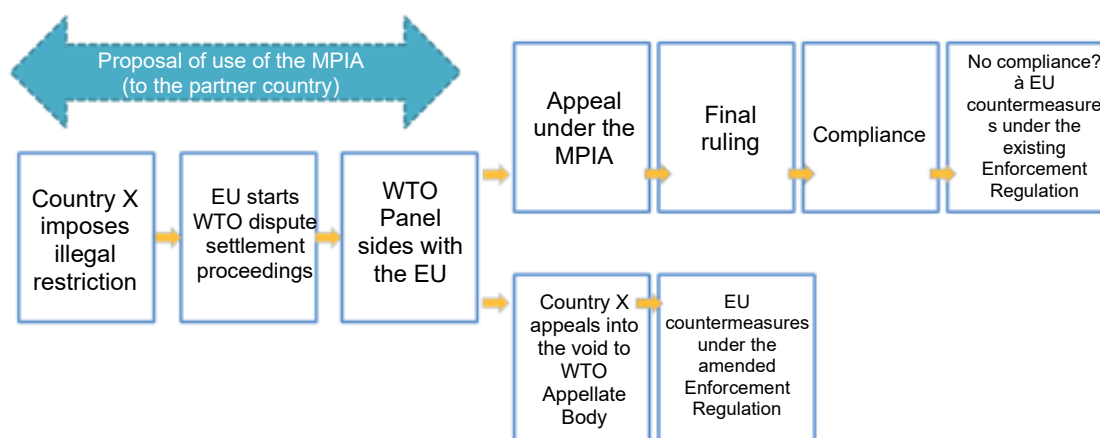 Proposal of use of the MPIA
(to the partner country)
Country X
imposes
illegal
restriction
EU starts
WTO dispute
settlement
proceedings
WTO
Panel
sides with
the EU
Appeal
under the
MPIA
Final
ruling
Compliance
No compliance?
à EU
countermeasure
s under the
existing
Enforcement
Regulation
Country X
appeals into
the void to
WTO
Appellate
Body
EU
countermeasures
under the
amended
Enforcement
Regulation